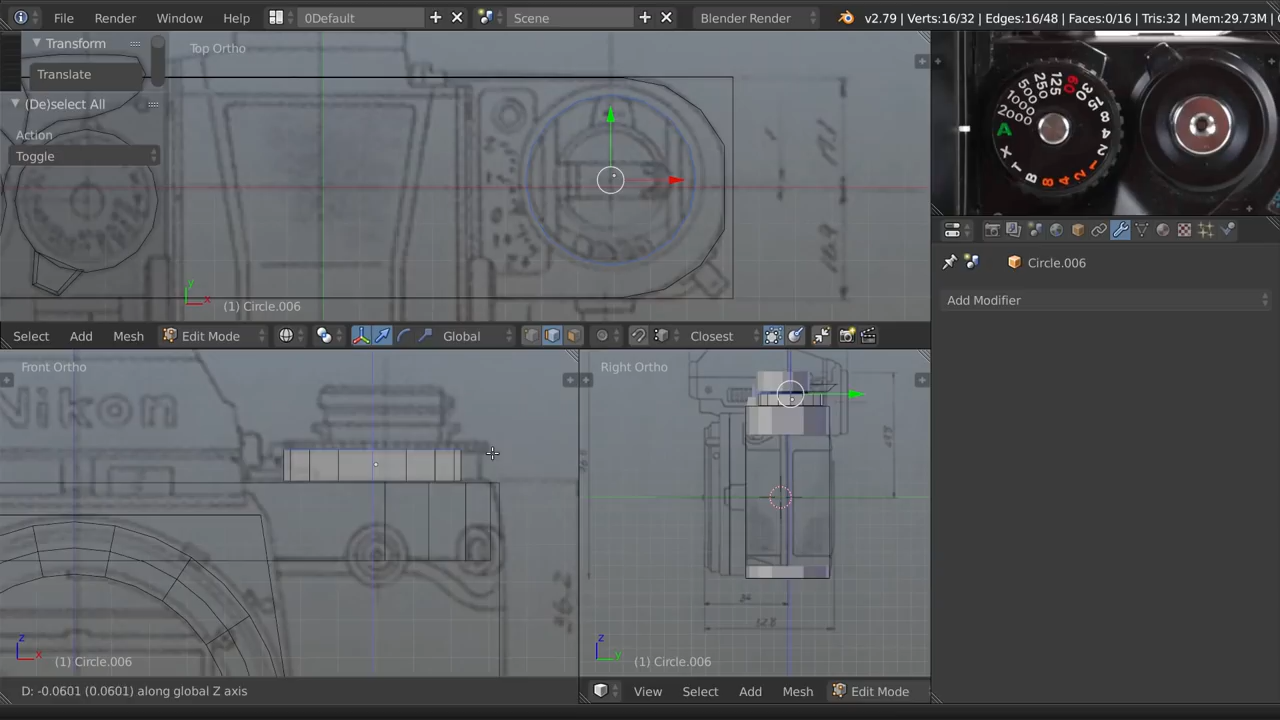 File Render Window Help
0Default
Scene
Blender Render
v2.79 | Verts:16/32 | Edges:16/48 | Faces:0/16 | Tris:32 | Mem:29.73M
Transform
Translate
(De)select All
Action
Toggle
Top Ortho
(1) Circle.006
y
x
Select Add Mesh Edit Mode Global Closest
Front Ortho
Nikon
z
x
(1) Circle.006
D: -0.0601 (0.0601) along global Z axis
Right Ortho
z
y
(1) Circle.006
View Select Add Mesh Edit Mode
2000
1000
500
250
125
60
30
15
8
4
2
1
2
4
8
B
T
X
A
Circle.006
Add Modifier